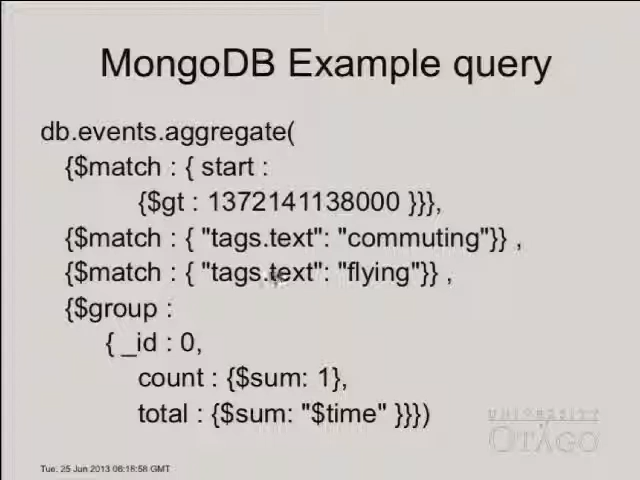 MongoDB Example query
db.events.aggregate(
{$match : { start :
{$gt : 1372141138000 }}},
{$match : { "tags.text": "commuting"}} ,
{$match : { "tags.text": "flying"}} ,
{$group :
{ _id : 0,
count : {$sum: 1},
total : {$sum: "$time" }}})
UNIVERSITY
OTAGO
Tue, 25 Jun 2013 06:18:58 GMT